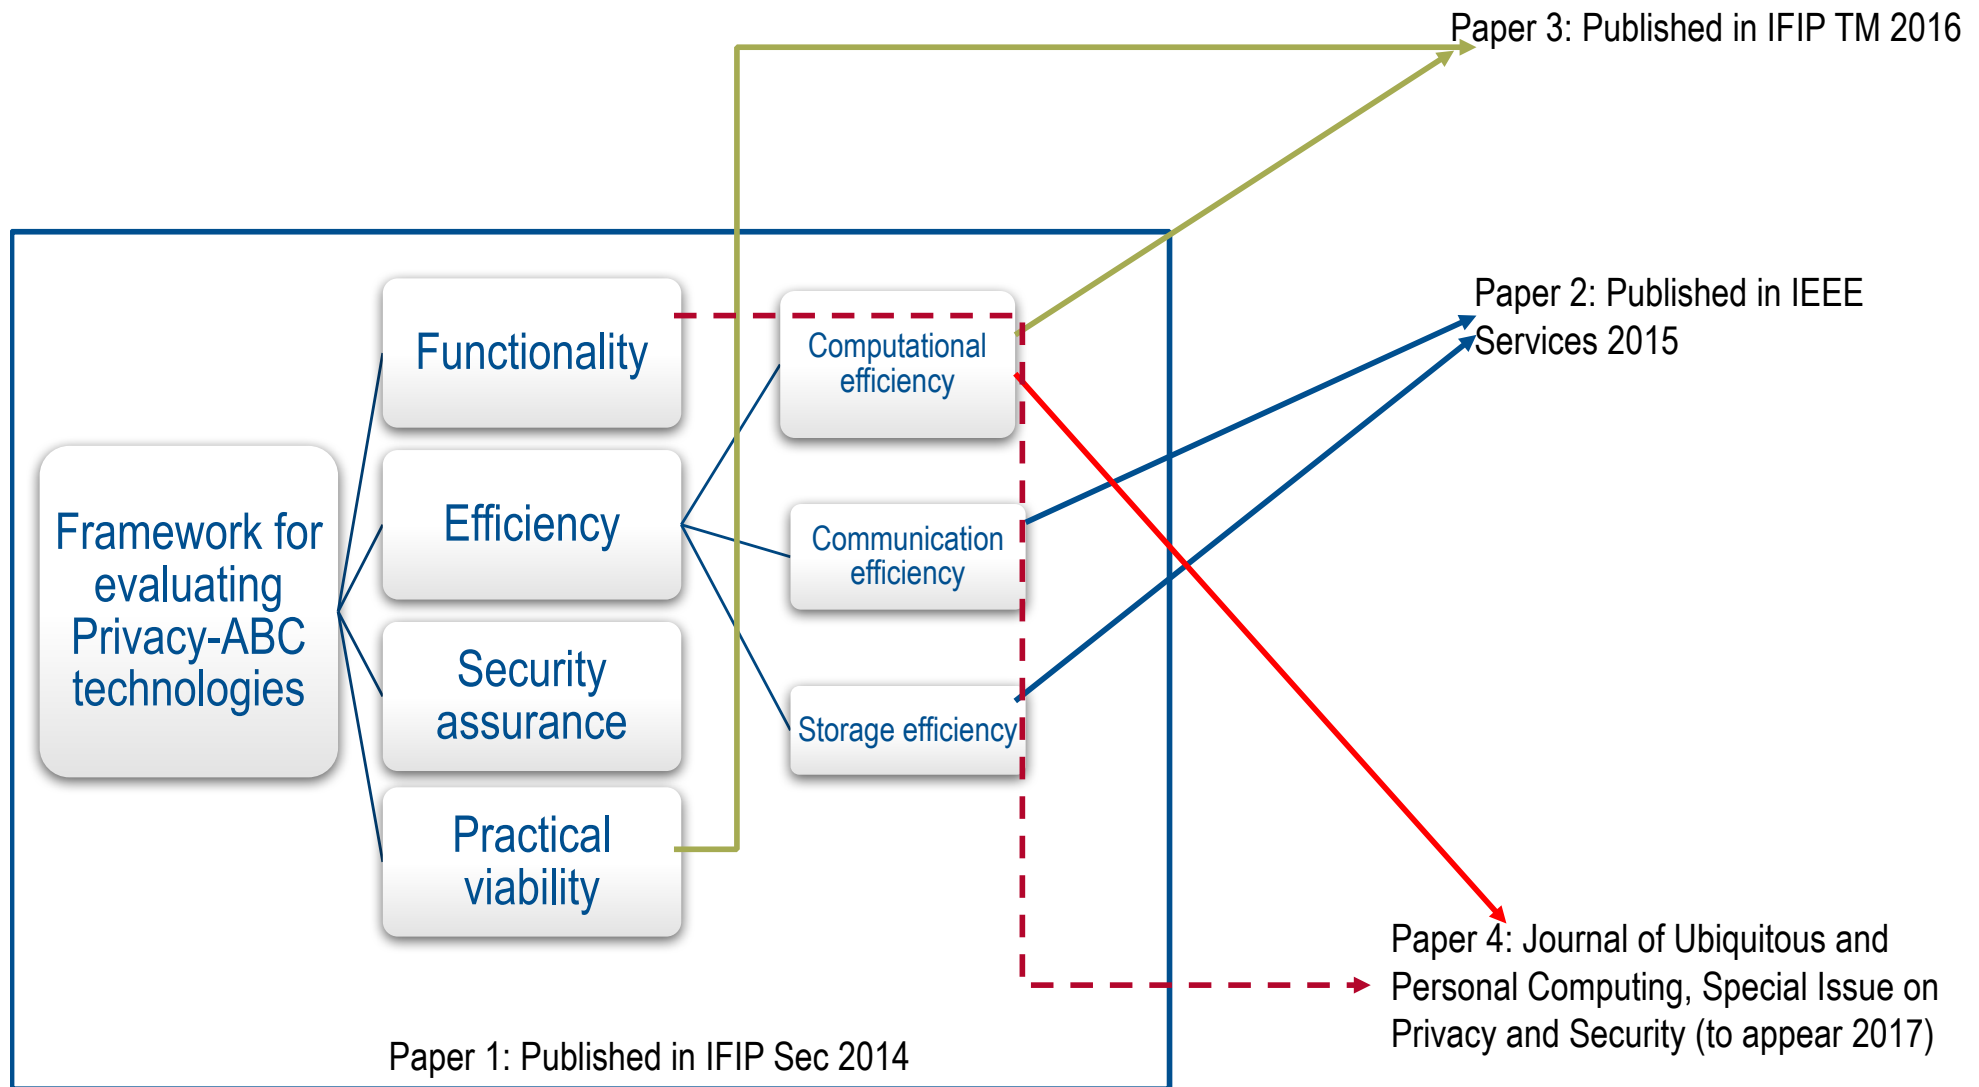 Paper 3: Published in IFIP TM 2016
Paper 2: Published in IEEE
Services 2015
Functionality
Computational
efficiency
Framework for
evaluating
Privacy-ABC
technologies
Efficiency
Communication
efficiency
Security
assurance
Storage efficiency
Practical
viability
Paper 4: Journal of Ubiquitous and
Personal Computing, Special Issue on
Privacy and Security (to appear 2017)
Paper 1: Published in IFIP Sec 2014